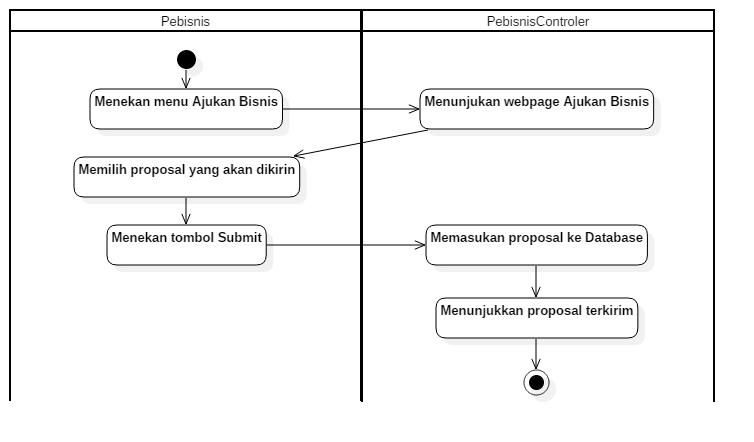 Pebisnis
PebisnisControler
Menekan menu Ajukan Bisnis
Menunjukan webpage Ajukan Bisnis
Memilih proposal yang akan dikirin
Menekan tombol Submit
Memasukan proposal ke Database
Menunjukkan proposal terkirim